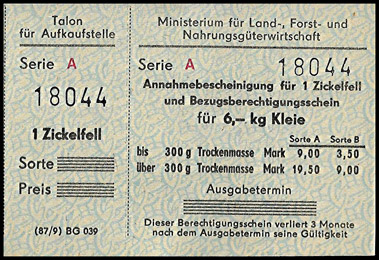 Talon
für Aufkaufstelle
Serie A
18044
1 Zickelfell
Sorte
Preis
(87/9) BG 039
Ministerium für Land-, Forst- und
Nahrungsgüterwirtschaft
Serie A 18044
Annahmebescheinigung für 1 Zickelfell
und Bezugsberechtigungsschein
für 6,— kg Kleie
Sorte A Sorte B
bis 300 g Trockenmasse Mark 9,00 3,50
über 300 g Trockenmasse Mark 19,50 9,00
Ausgabetermin
Dieser Berechtigungsschein verliert 3 Monate
nach dem Ausgabetermin seine Gültigkeit